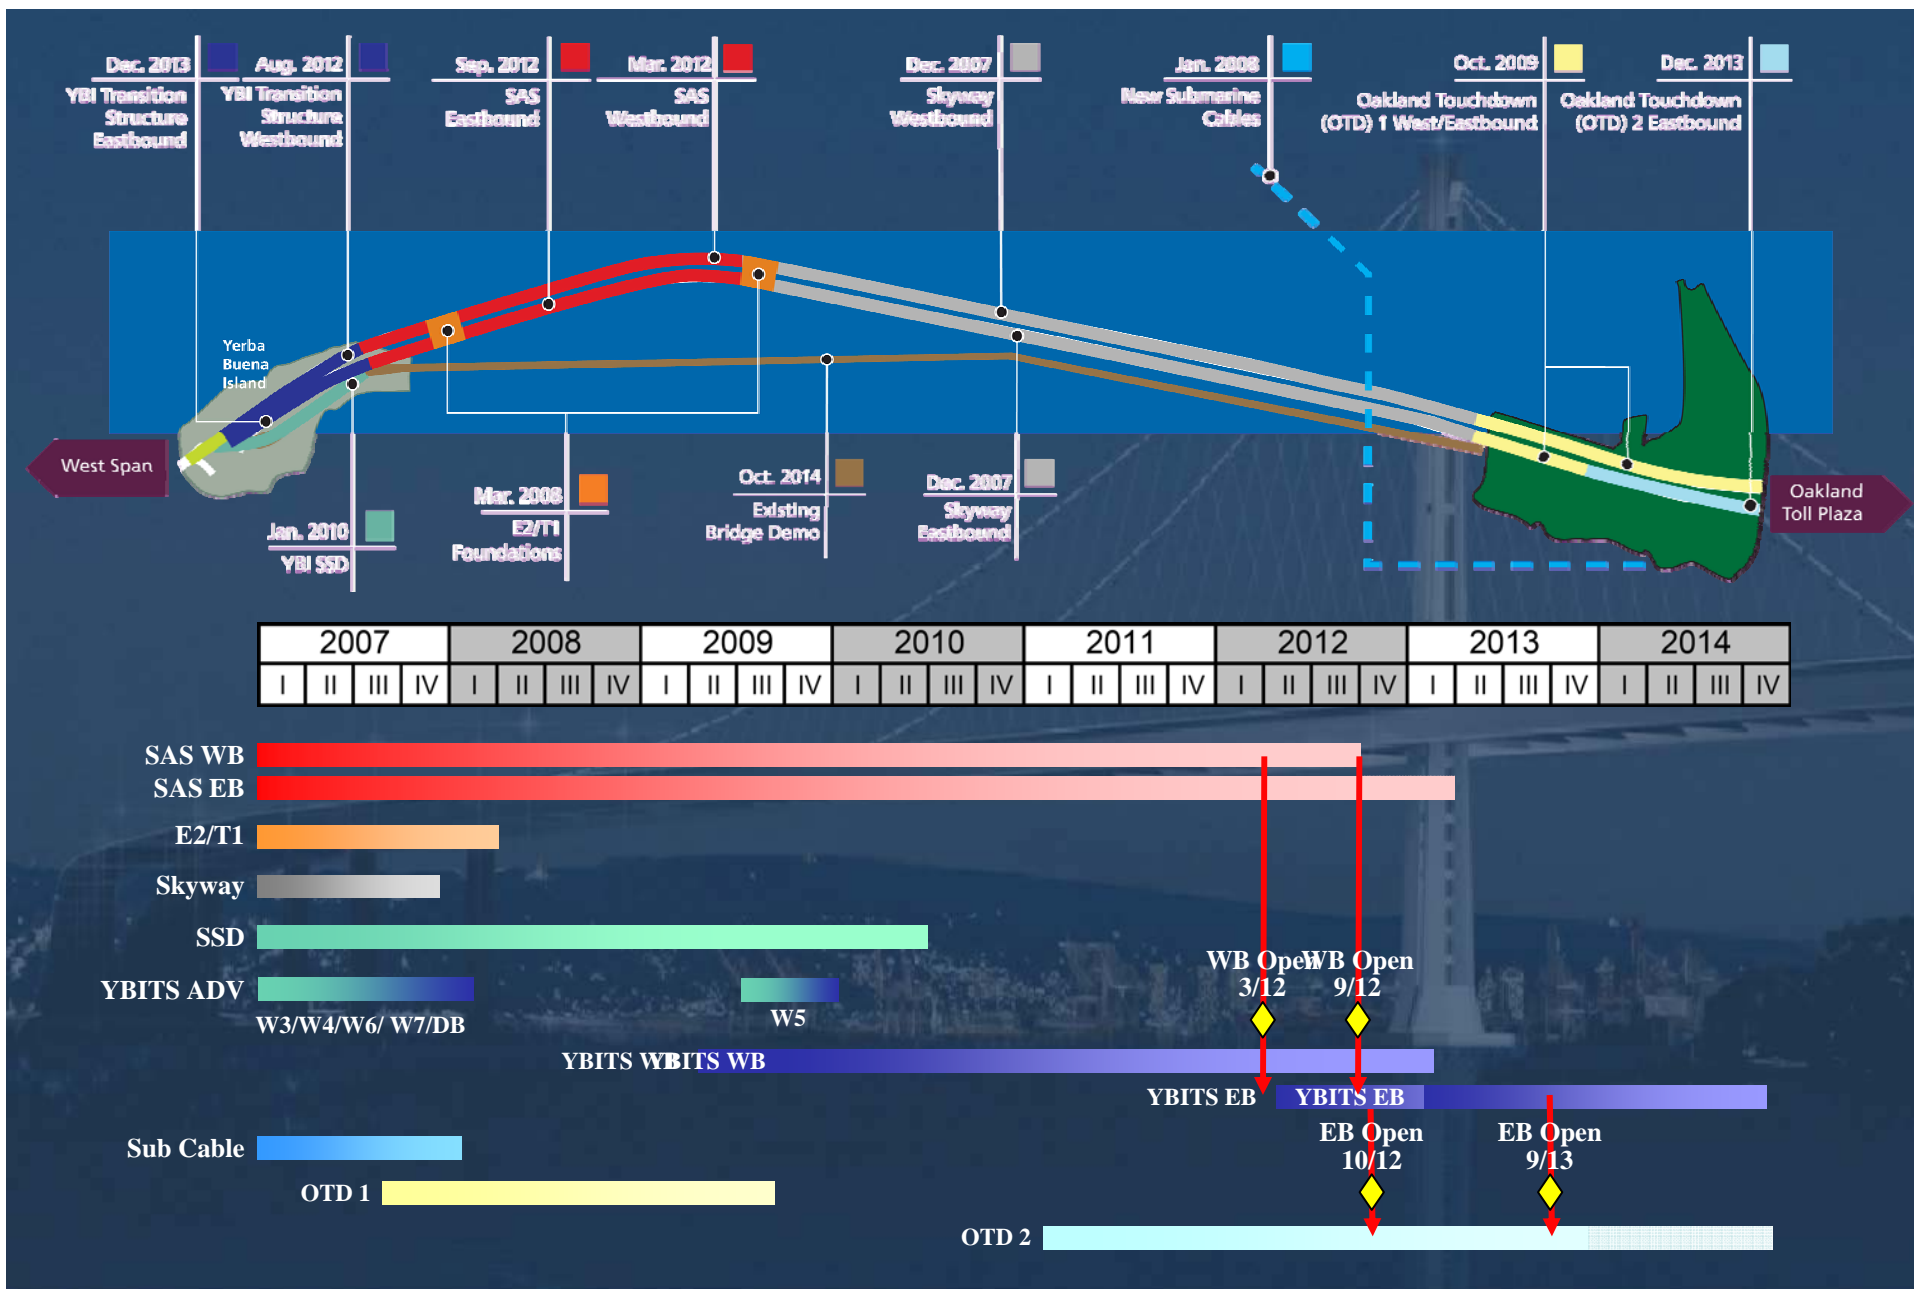 Dec. 2013
YBI Transition
Structure
Eastbound
Aug. 2012
YBI Transition
Structure
Westbound
Sep. 2012
SAS
Eastbound
Mar. 2012
SAS
Westbound
Dec. 2007
Skyway
Westbound
Jan. 2008
New Submarine
Cables
Oct. 2009
Oakland Touchdown
(OTD) 1 West/Eastbound
Dec. 2013
Oakland Touchdown
(OTD) 2 Eastbound
Yerba
Buena
Island
West Span
Oakland
Toll Plaza
Jan. 2010
YBI SSD
Mar. 2008
E2/T1
Foundations
Oct. 2014
Existing
Bridge Demo
Dec. 2007
Skyway
Eastbound
2007 2008 2009 2010 2011 2012 2013 2014
I II III IV I II III IV I II III IV I II III IV I II III IV I II III IV I II III IV I II III IV
SAS WB
SAS EB
E2/T1
Skyway
SSD
YBITS ADV
W3/W4/W6/ W7/DB
W5
WB Open
3/12
WB Open
9/12
YBITS WB
YBITS WB
YBITS EB
YBITS EB
EB Open
10/12
EB Open
9/13
Sub Cable
OTD 1
OTD 2